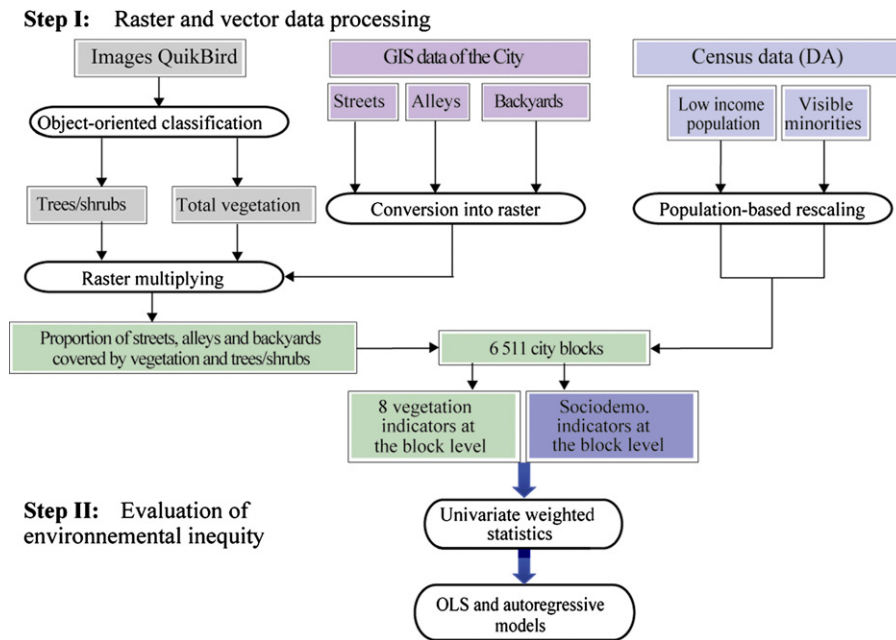 Step I: Raster and vector data processing
Images QuikBird
GIS data of the City
Census data (DA)
Streets
Alleys
Backyards
Low income
population
Visible
minorities
Object-oriented classification
Trees/shrubs
Total vegetation
Conversion into raster
Population-based rescaling
Raster multiplying
Proportion of streets, alleys and backyards
covered by vegetation and trees/shrubs
6 511 city blocks
8 vegetation
indicators at
the block level
Sociodemo.
indicators at
the block level
Step II: Evaluation of
environnemental inequity
Univariate weighted
statistics
OLS and autoregressive
models